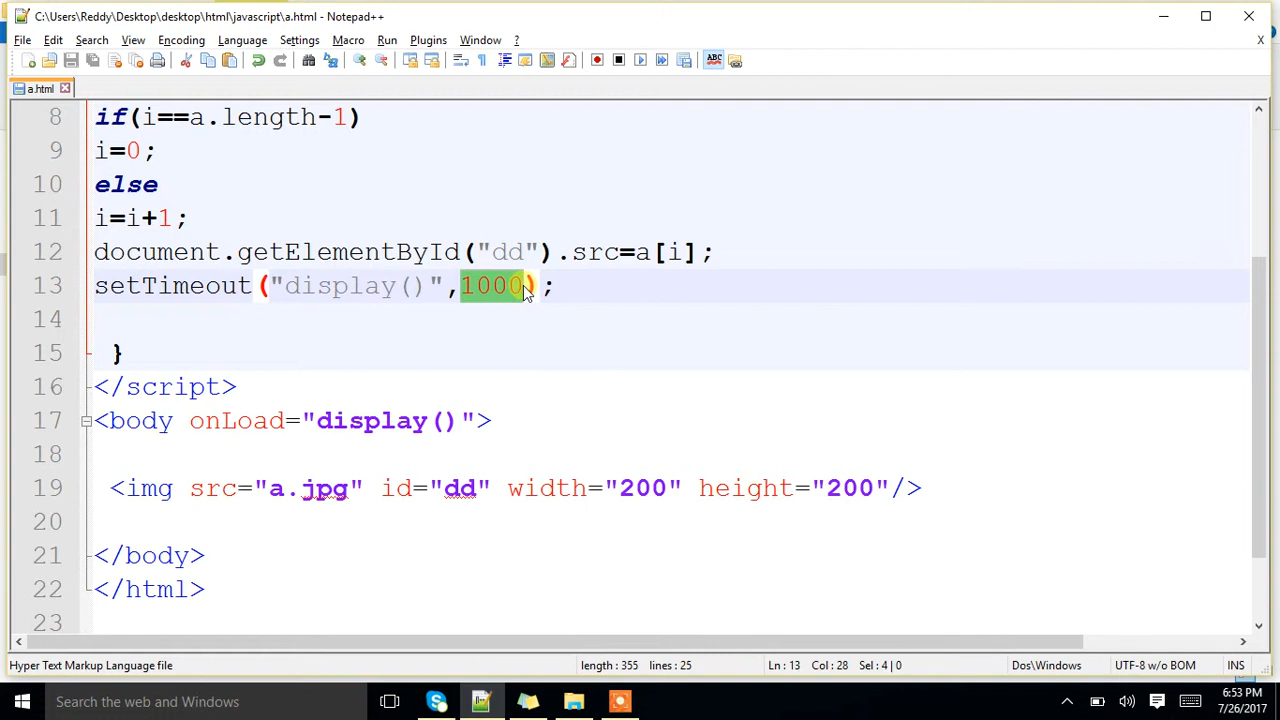 C:\Users\Reddy\Desktop\desktop\html\javascript\a.html - Notepad++
File Edit Search View Encoding Language Settings Macro Run Plugins Window ? X
ABC
a.html
8 if(i==a.length-1)
9 i=0;
10 else
11 i=i+1;
12 document.getElementById("dd").src=a[i];
13 setTimeout("display()",1000);
14
15 }
16 </script>
17 <body onLoad="display()">
18
19 <img src="a.jpg" id="dd" width="200" height="200"/>
20
21 </body>
22 </html>
23
Hyper Text Markup Language file length : 355 lines : 25 Ln : 13 Col : 28 Sel : 4 | 0 Dos\Windows UTF-8 w/o BOM INS
Search the web and Windows
6:53 PM
7/26/2017